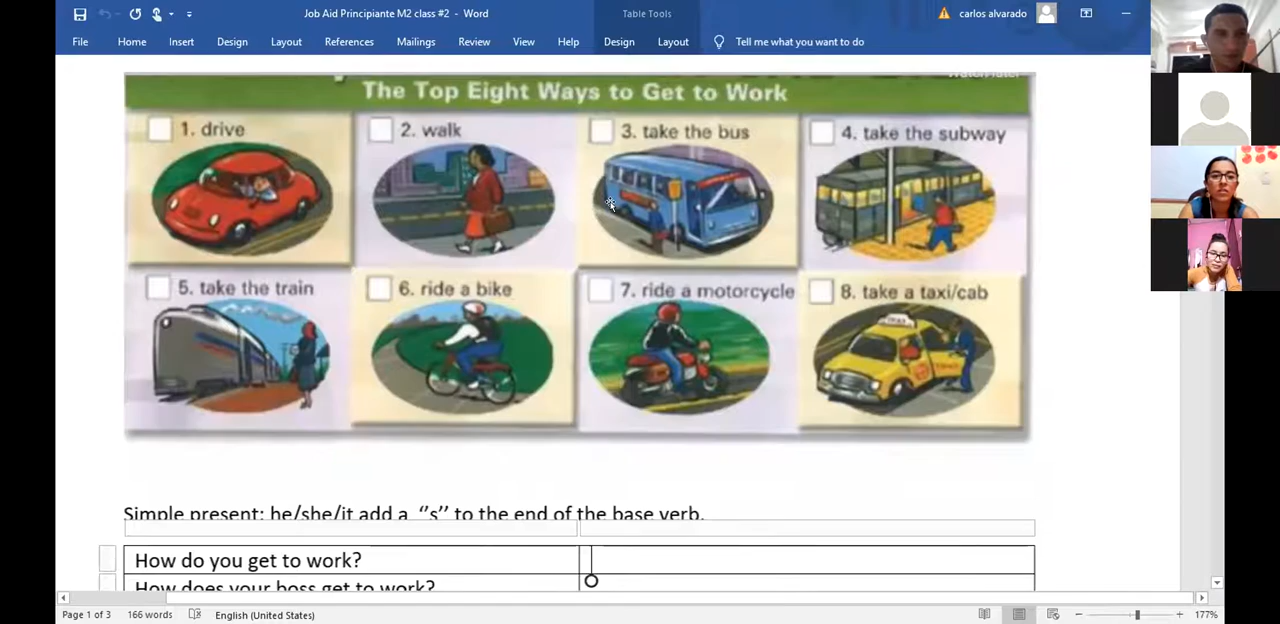 Job Aid Principiante M2 class #2 - Word
Table Tools
carlos alvarado
File Home Insert Design Layout References Mailings Review View Help Design Layout Tell me what you want to do
The Top Eight Ways to Get to Work
1. drive
2. walk
3. take the bus
4. take the subway
5. take the train
6. ride a bike
7. ride a motorcycle
8. take a taxi/cab
Simple present: he/she/it add a "s" to the end of the base verb.
How do you get to work?
How does your boss get to work?
Page 1 of 3 166 words English (United States) 177%